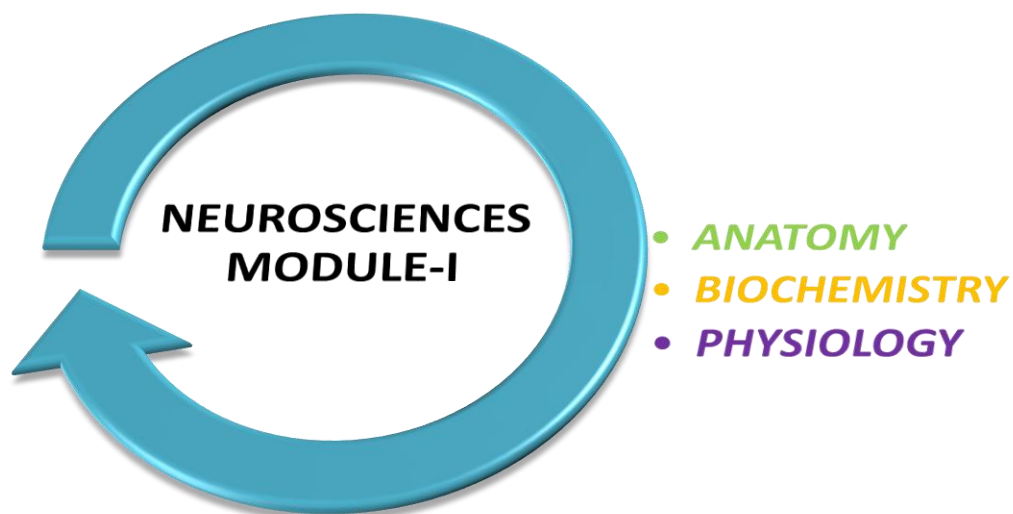 NEUROSCIENCES
MODULE-I
• ANATOMY
• BIOCHEMISTRY
• PHYSIOLOGY